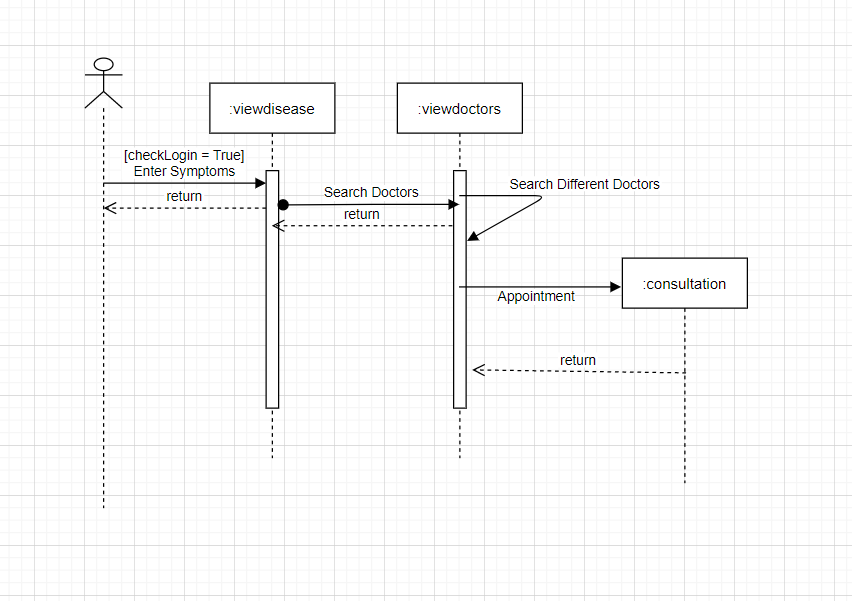 :viewdisease
:viewdoctors
[checkLogin = True]
Enter Symptoms
return
Search Doctors
return
Search Different Doctors
:consultation
Appointment
return